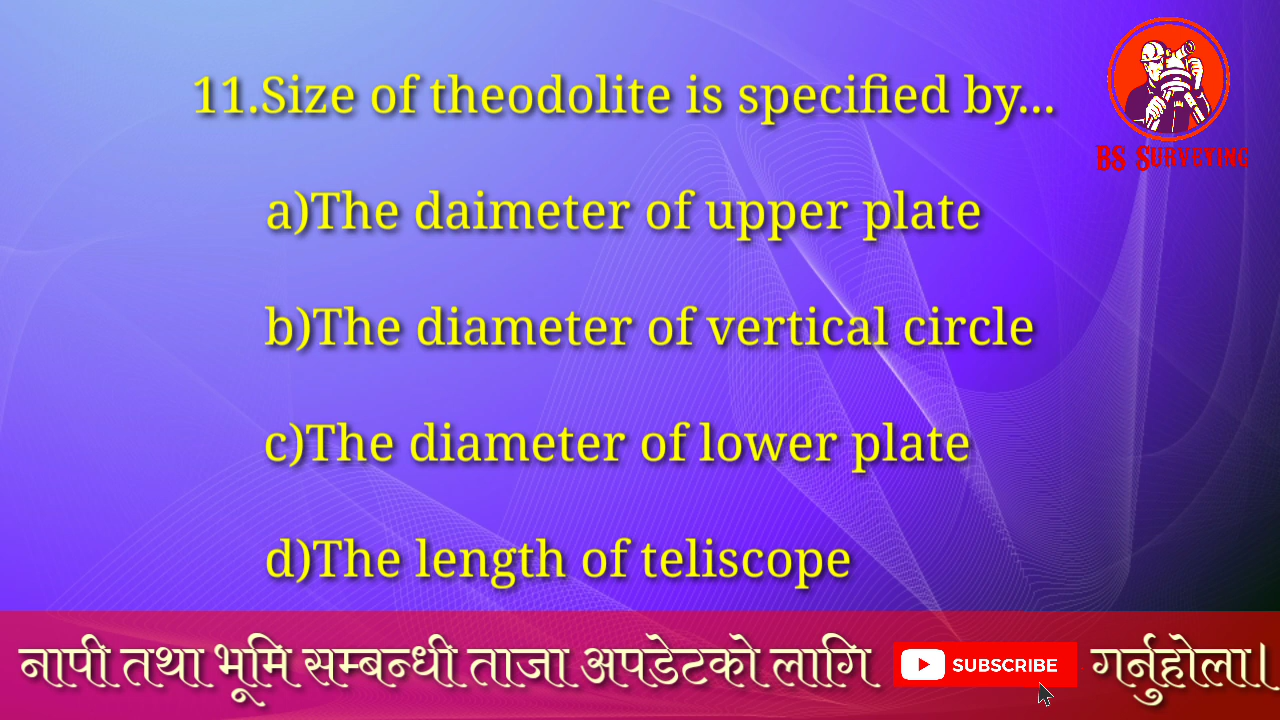 11.Size of theodolite is specified by...
BS SURVEYING
a)The daimeter of upper plate
b)The diameter of vertical circle
c)The diameter of lower plate
d)The length of teliscope
नापी तथा भूमि सम्बन्धी ताजा अपडेटको लागि SUBSCRIBE गर्नुहोला।